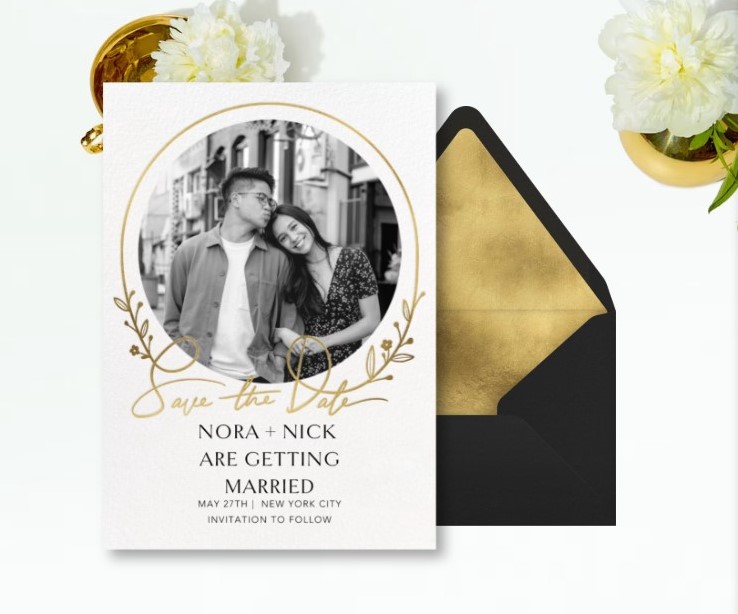 Save the Date
NORA + NICK
ARE GETTING
MARRIED
MAY 27TH | NEW YORK CITY
INVITATION TO FOLLOW